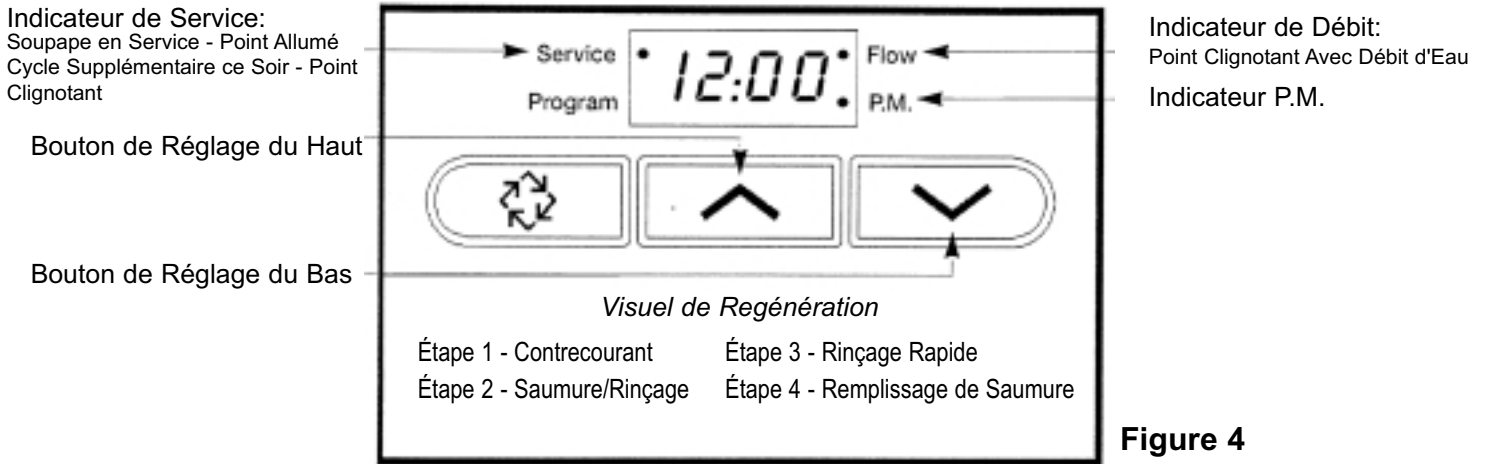 Indicateur de Service:
Soupape en Service - Point Allumé
Cycle Supplémentaire ce Soir - Point
Clignotant
Bouton de Réglage du Haut
Bouton de Réglage du Bas
Service
Program
12:00
Flow
P.M.
Indicateur de Débit:
Point Clignotant Avec Débit d'Eau
Indicateur P.M.
Visuel de Regénération
Étape 1 - Contrecourant
Étape 2 - Saumure/Rinçage
Étape 3 - Rinçage Rapide
Étape 4 - Remplissage de Saumure
Figure 4